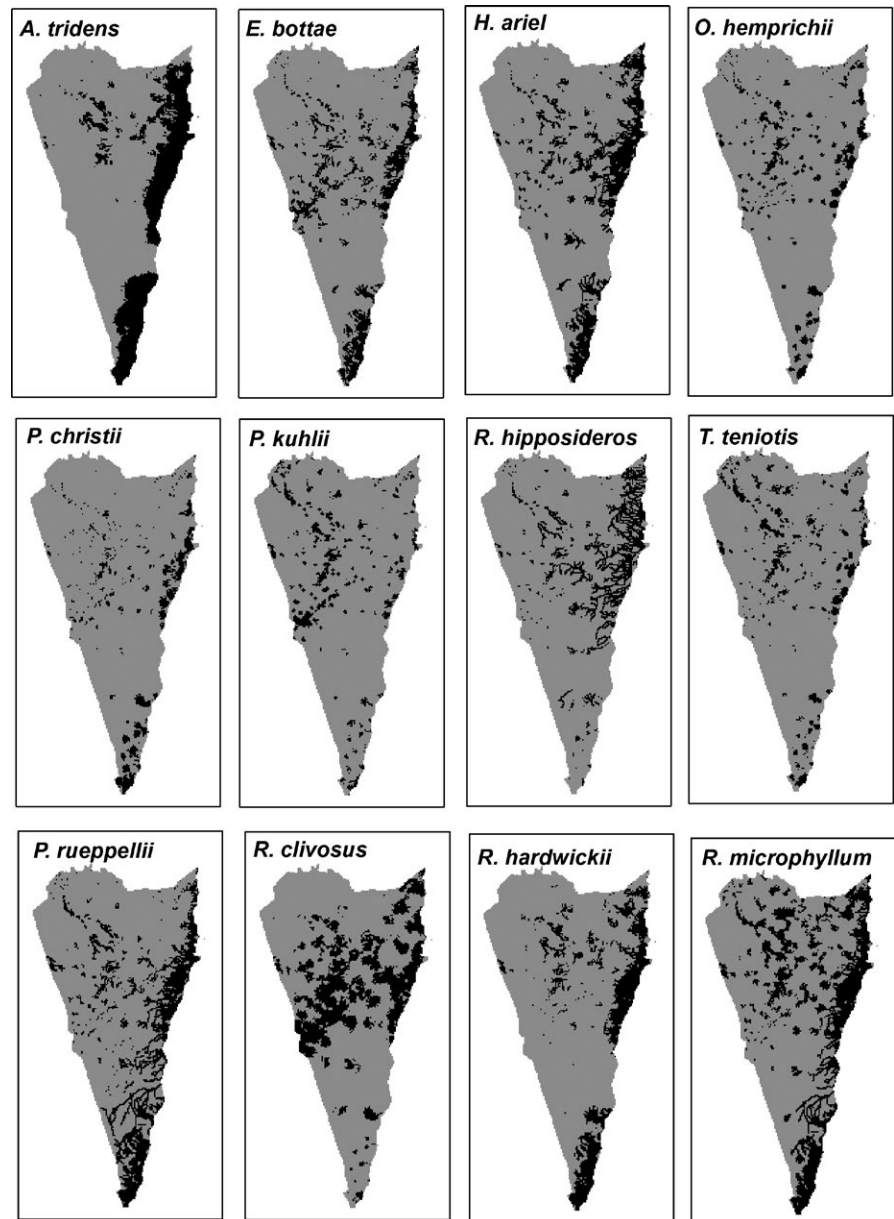 A. tridens
E. bottae
H. ariel
O. hemprichii
P. christii
P. kuhlii
R. hipposideros
T. teniotis
P. rueppellii
R. clivosus
R. hardwickii
R. microphyllum